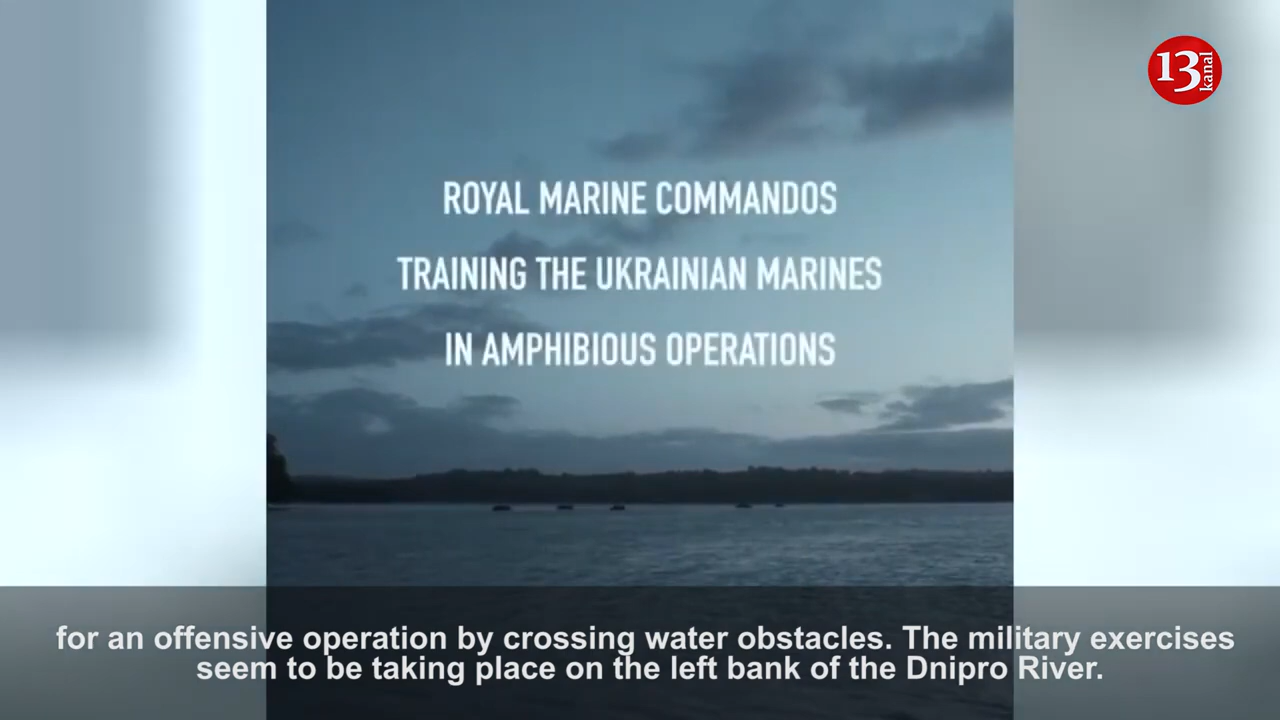 13 kanal
ROYAL MARINE COMMANDOS
TRAINING THE UKRAINIAN MARINES
IN AMPHIBIOUS OPERATIONS
for an offensive operation by crossing water obstacles. The military exercises
seem to be taking place on the left bank of the Dnipro River.